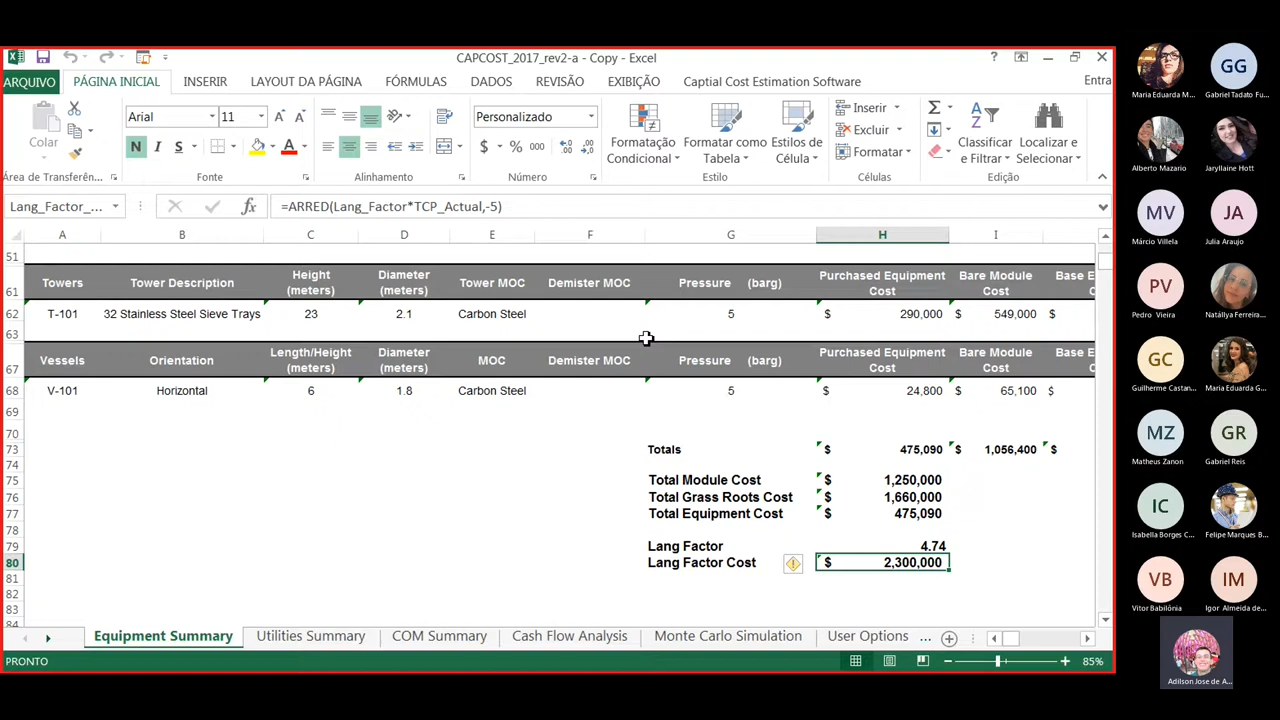 CAPCOST_2017_rev2-a - Copy - Excel
ARQUIVO PÁGINA INICIAL INSERIR LAYOUT DA PÁGINA FÓRMULAS DADOS REVISÃO EXIBIÇÃO Captial Cost Estimation Software Entra
Colar
Arial 11
N I S
Personalizado
$ % 000
Formatação Condicional
Formatar como Tabela
Estilos de Célula
Inserir
Excluir
Formatar
Classificar e Filtrar
Localizar e Selecionar
Área de Transferên... Fonte Alinhamento Número Estilo Células Edição
Lang_Factor_... fx =ARRED(Lang_Factor*TCP_Actual,-5)
A B C D E F G H I
51
61 Towers Tower Description Height (meters) Diameter (meters) Tower MOC Demister MOC Pressure (barg) Purchased Equipment Cost Bare Module Cost Base E
62 T-101 32 Stainless Steel Sieve Trays 23 2.1 Carbon Steel 5 $ 290,000 $ 549,000 $
63
67 Vessels Orientation Length/Height (meters) Diameter (meters) MOC Demister MOC Pressure (barg) Purchased Equipment Cost Bare Module Cost Base E
68 V-101 Horizontal 6 1.8 Carbon Steel 5 $ 24,800 $ 65,100 $
69
70
73 Totals $ 475,090 $ 1,056,400 $
74
75 Total Module Cost $ 1,250,000
76 Total Grass Roots Cost $ 1,660,000
77 Total Equipment Cost $ 475,090
78
79 Lang Factor 4.74
80 Lang Factor Cost $ 2,300,000
81
82
83
84
Equipment Summary Utilities Summary COM Summary Cash Flow Analysis Monte Carlo Simulation User Options ...
PRONTO 85%
GG
Maria Eduarda M... Gabriel Tadato Fu...
Alberto Mazario Jaryllaine Hott
MV JA
Márcio Villela Julia Araujo
PV
Pedro Vieira Natállya Ferreira...
GC
Guilherme Castan... Maria Eduarda G...
MZ GR
Matheus Zanon Gabriel Reis
IC
Isabella Borges C... Felipe Marques B...
VB IM
Vitor Babilônia Igor Almeida de...
Adilson Jose de A...